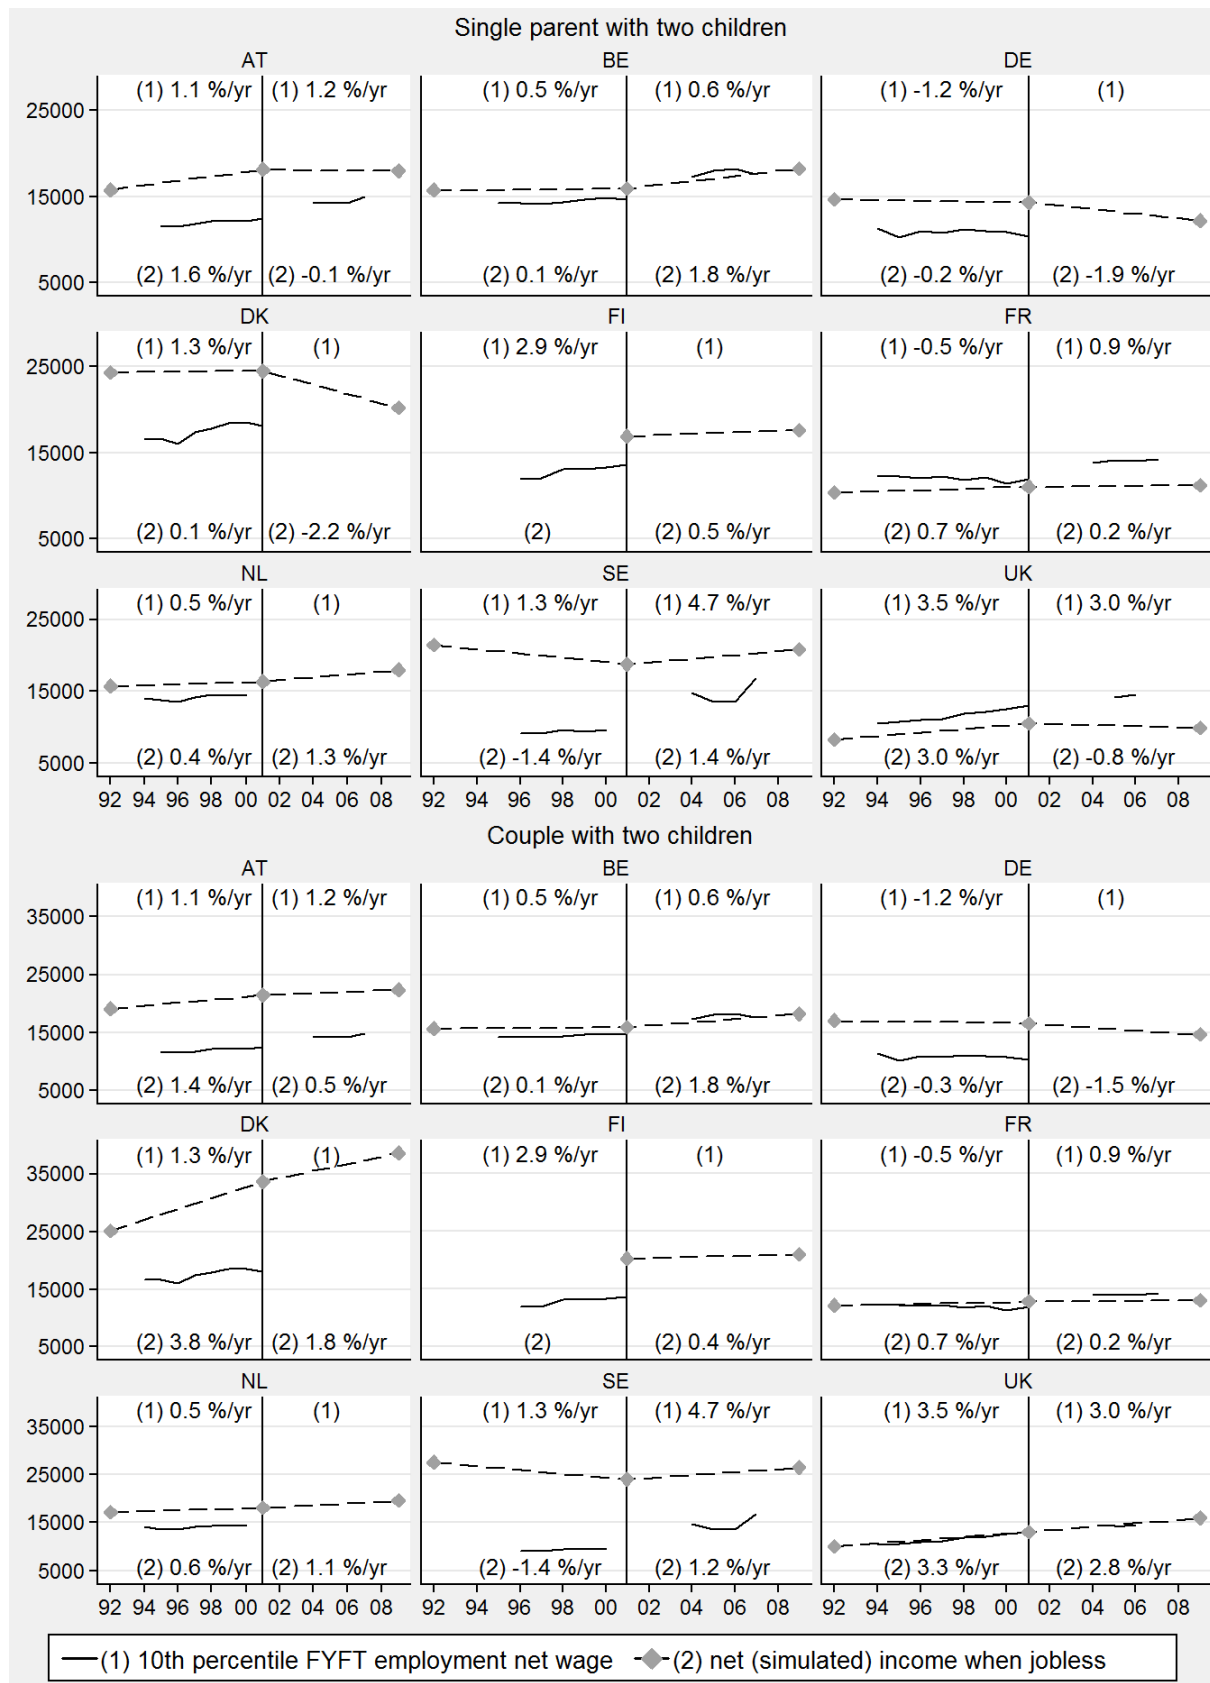 Single parent with two children
AT BE DE
(1) 1.1 %/yr (1) 1.2 %/yr (1) 0.5 %/yr (1) 0.6 %/yr (1) -1.2 %/yr (1)
25000
15000
(2) 1.6 %/yr (2) -0.1 %/yr (2) 0.1 %/yr (2) 1.8 %/yr (2) -0.2 %/yr (2) -1.9 %/yr
5000
DK FI FR
(1) 1.3 %/yr (1) (1) 2.9 %/yr (1) (1) -0.5 %/yr (1) 0.9 %/yr
25000
15000
(2) 0.1 %/yr (2) -2.2 %/yr (2) (2) 0.5 %/yr (2) 0.7 %/yr (2) 0.2 %/yr
5000
NL SE UK
(1) 0.5 %/yr (1) (1) 1.3 %/yr (1) 4.7 %/yr (1) 3.5 %/yr (1) 3.0 %/yr
25000
15000
(2) 0.4 %/yr (2) 1.3 %/yr (2) -1.4 %/yr (2) 1.4 %/yr (2) 3.0 %/yr (2) -0.8 %/yr
5000
92 94 96 98 00 02 04 06 08 92 94 96 98 00 02 04 06 08 92 94 96 98 00 02 04 06 08
Couple with two children
AT BE DE
(1) 1.1 %/yr (1) 1.2 %/yr (1) 0.5 %/yr (1) 0.6 %/yr (1) -1.2 %/yr (1)
35000
25000
15000
(2) 1.4 %/yr (2) 0.5 %/yr (2) 0.1 %/yr (2) 1.8 %/yr (2) -0.3 %/yr (2) -1.5 %/yr
5000
DK FI FR
(1) 1.3 %/yr (1) (1) 2.9 %/yr (1) (1) -0.5 %/yr (1) 0.9 %/yr
35000
25000
15000
(2) 3.8 %/yr (2) 1.8 %/yr (2) (2) 0.4 %/yr (2) 0.7 %/yr (2) 0.2 %/yr
5000
NL SE UK
(1) 0.5 %/yr (1) (1) 1.3 %/yr (1) 4.7 %/yr (1) 3.5 %/yr (1) 3.0 %/yr
35000
25000
15000
(2) 0.6 %/yr (2) 1.1 %/yr (2) -1.4 %/yr (2) 1.2 %/yr (2) 3.3 %/yr (2) 2.8 %/yr
5000
92 94 96 98 00 02 04 06 08 92 94 96 98 00 02 04 06 08 92 94 96 98 00 02 04 06 08
(1) 10th percentile FYFT employment net wage (2) net (simulated) income when jobless